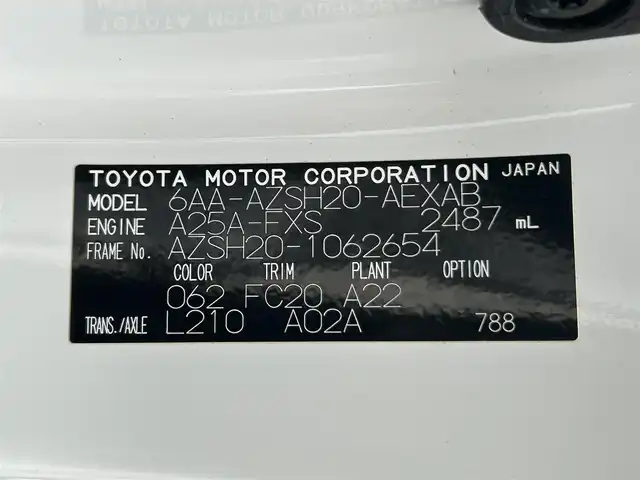 TOYOTA MOTOR CORPORATION JAPAN
MODEL 6AA-AZSH20-AEXAB
ENGINE A25A-FXS 2487 mL
FRAME No. AZSH20-1062654
COLOR TRIM PLANT OPTION
062 FC20 A22
TRANS./AXLE L210 A02A 788